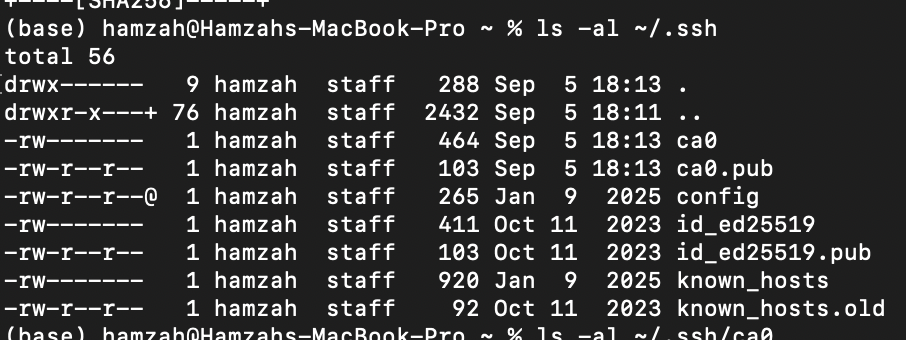 +----[SHA256]-----+
(base) hamzah@Hamzahs-MacBook-Pro ~ % ls -al ~/.ssh
total 56
drwx------   9 hamzah  staff   288 Sep  5 18:13 .
drwxr-x---+ 76 hamzah  staff  2432 Sep  5 18:11 ..
-rw-------   1 hamzah  staff   464 Sep  5 18:13 ca0
-rw-r--r--   1 hamzah  staff   103 Sep  5 18:13 ca0.pub
-rw-r--r--@  1 hamzah  staff   265 Jan  9  2025 config
-rw-------   1 hamzah  staff   411 Oct 11  2023 id_ed25519
-rw-r--r--   1 hamzah  staff   103 Oct 11  2023 id_ed25519.pub
-rw-------   1 hamzah  staff   920 Jan  9  2025 known_hosts
-rw-r--r--   1 hamzah  staff    92 Oct 11  2023 known_hosts.old
(base) hamzah@Hamzahs-MacBook-Pro ~ % ls -al ~/.ssh/ca0